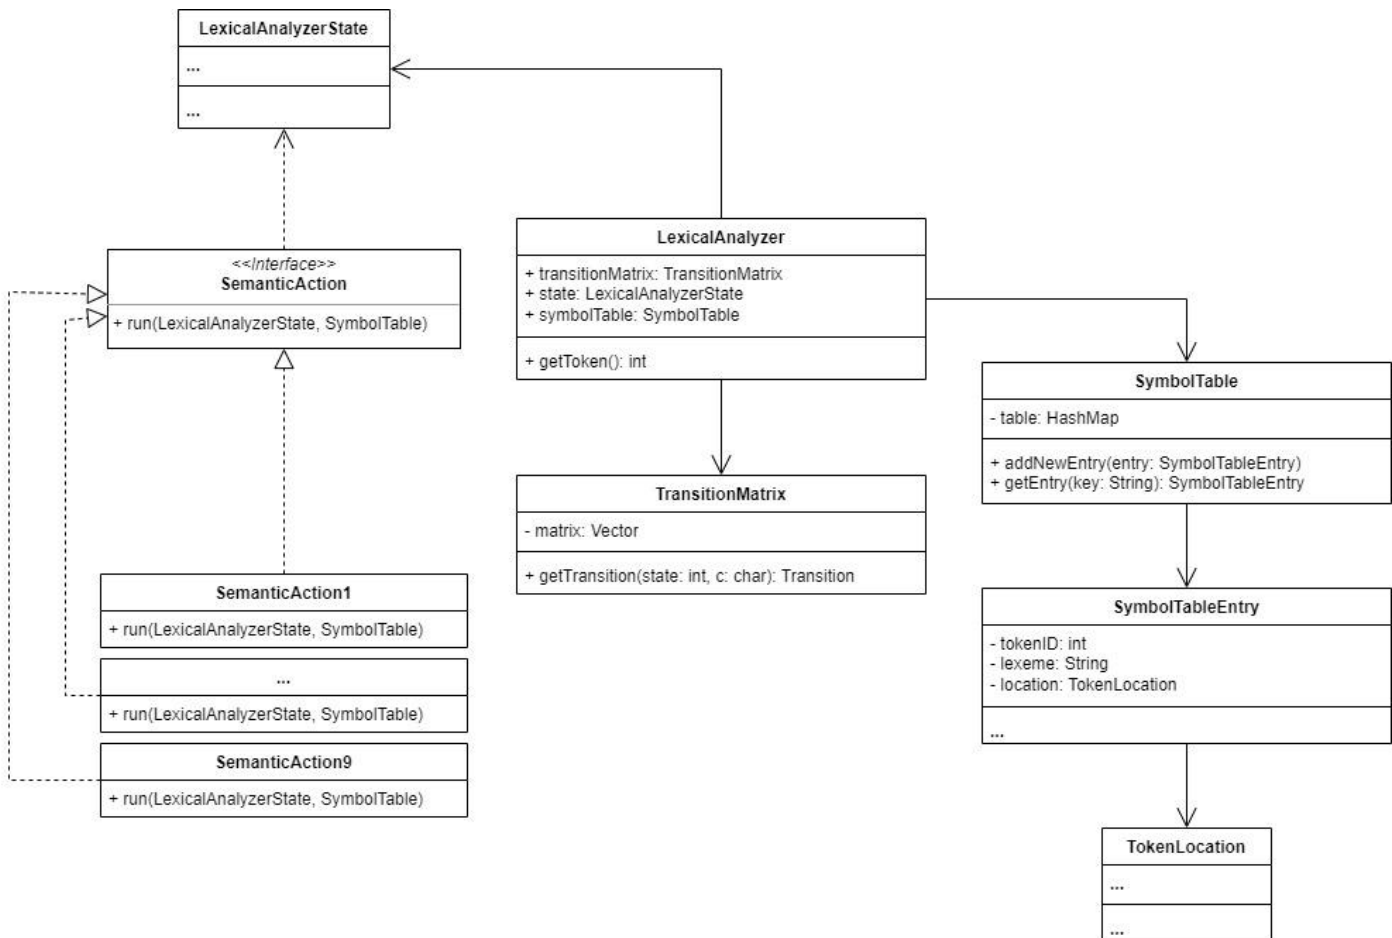 LexicalAnalyzerState
...
...
<<Interface>>
SemanticAction
+ run(LexicalAnalyzerState, SymbolTable)
LexicalAnalyzer
+ transitionMatrix: TransitionMatrix
+ state: LexicalAnalyzerState
+ symbolTable: SymbolTable
+ getToken(): int
SymbolTable
- table: HashMap
+ addNewEntry(entry: SymbolTableEntry)
+ getEntry(key: String): SymbolTableEntry
TransitionMatrix
- matrix: Vector
+ getTransition(state: int, c: char): Transition
SemanticAction1
+ run(LexicalAnalyzerState, SymbolTable)
...
+ run(LexicalAnalyzerState, SymbolTable)
SemanticAction9
+ run(LexicalAnalyzerState, SymbolTable)
SymbolTableEntry
- tokenID: int
- lexeme: String
- location: TokenLocation
...
TokenLocation
...
...